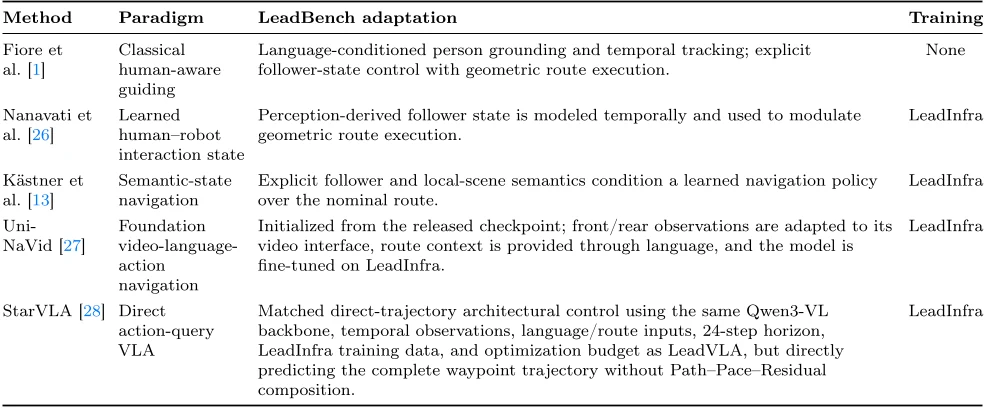 Method Paradigm LeadBench adaptation Training
Fiore et al. [1]
Classical human-aware guiding
Language-conditioned person grounding and temporal tracking; explicit
follower-state control with geometric route execution.
None
Nanavati et al. [26]
Learned human–robot interaction state
Perception-derived follower state is modeled temporally and used to modulate
geometric route execution.
LeadInfra
Kästner et al. [13]
Semantic-state navigation
Explicit follower and local-scene semantics condition a learned navigation policy
over the nominal route.
LeadInfra
Uni-
NaVid [27]
Foundation
video-language-
action
navigation
Initialized from the released checkpoint; front/rear observations are adapted to its
video interface, route context is provided through language, and the model is
fine-tuned on LeadInfra.
LeadInfra
StarVLA [28]
Direct
action-query
VLA
Matched direct-trajectory architectural control using the same Qwen3-VL
backbone, temporal observations, language/route inputs, 24-step horizon,
LeadInfra training data, and optimization budget as LeadVLA, but directly
predicting the complete waypoint trajectory without Path–Pace–Residual
composition.
LeadInfra